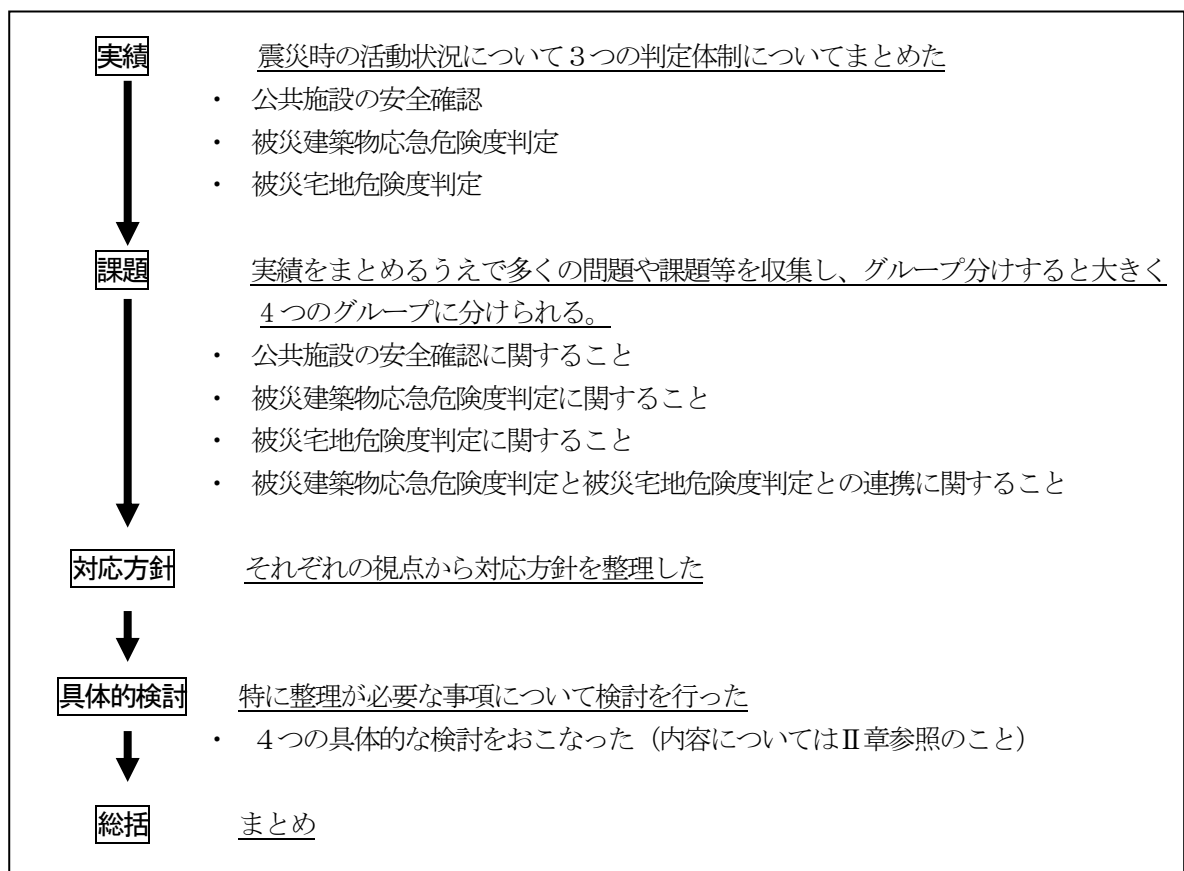 実績 震災時の活動状況について３つの判定体制についてまとめた
・ 公共施設の安全確認
・ 被災建築物応急危険度判定
・ 被災宅地危険度判定
課題 実績をまとめるうえで多くの問題や課題等を収集し、グループ分けすると大きく
４つのグループに分けられる。
・ 公共施設の安全確認に関すること
・ 被災建築物応急危険度判定に関すること
・ 被災宅地危険度判定に関すること
・ 被災建築物応急危険度判定と被災宅地危険度判定との連携に関すること
対応方針 それぞれの視点から対応方針を整理した
具体的検討 特に整理が必要な事項について検討を行った
・ ４つの具体的な検討をおこなった（内容についてはⅡ章参照のこと）
総括 まとめ